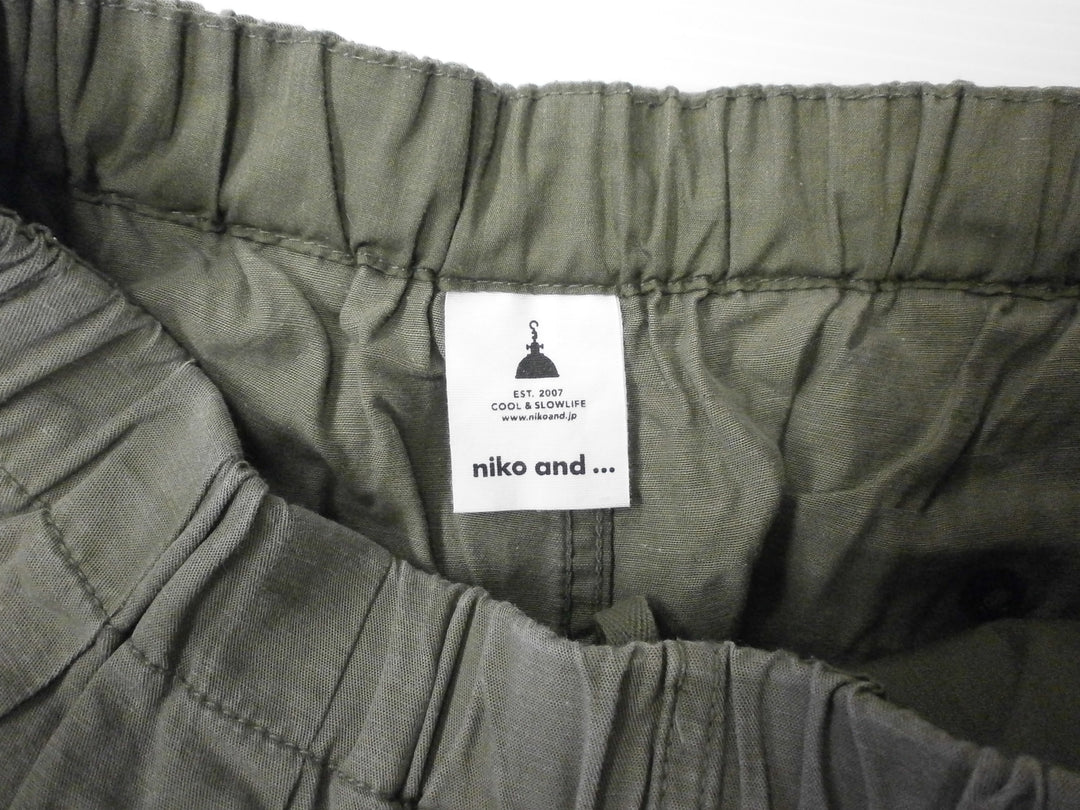 EST. 2007
COOL & SLOWLIFE
www.nikoand.jp
niko and ...